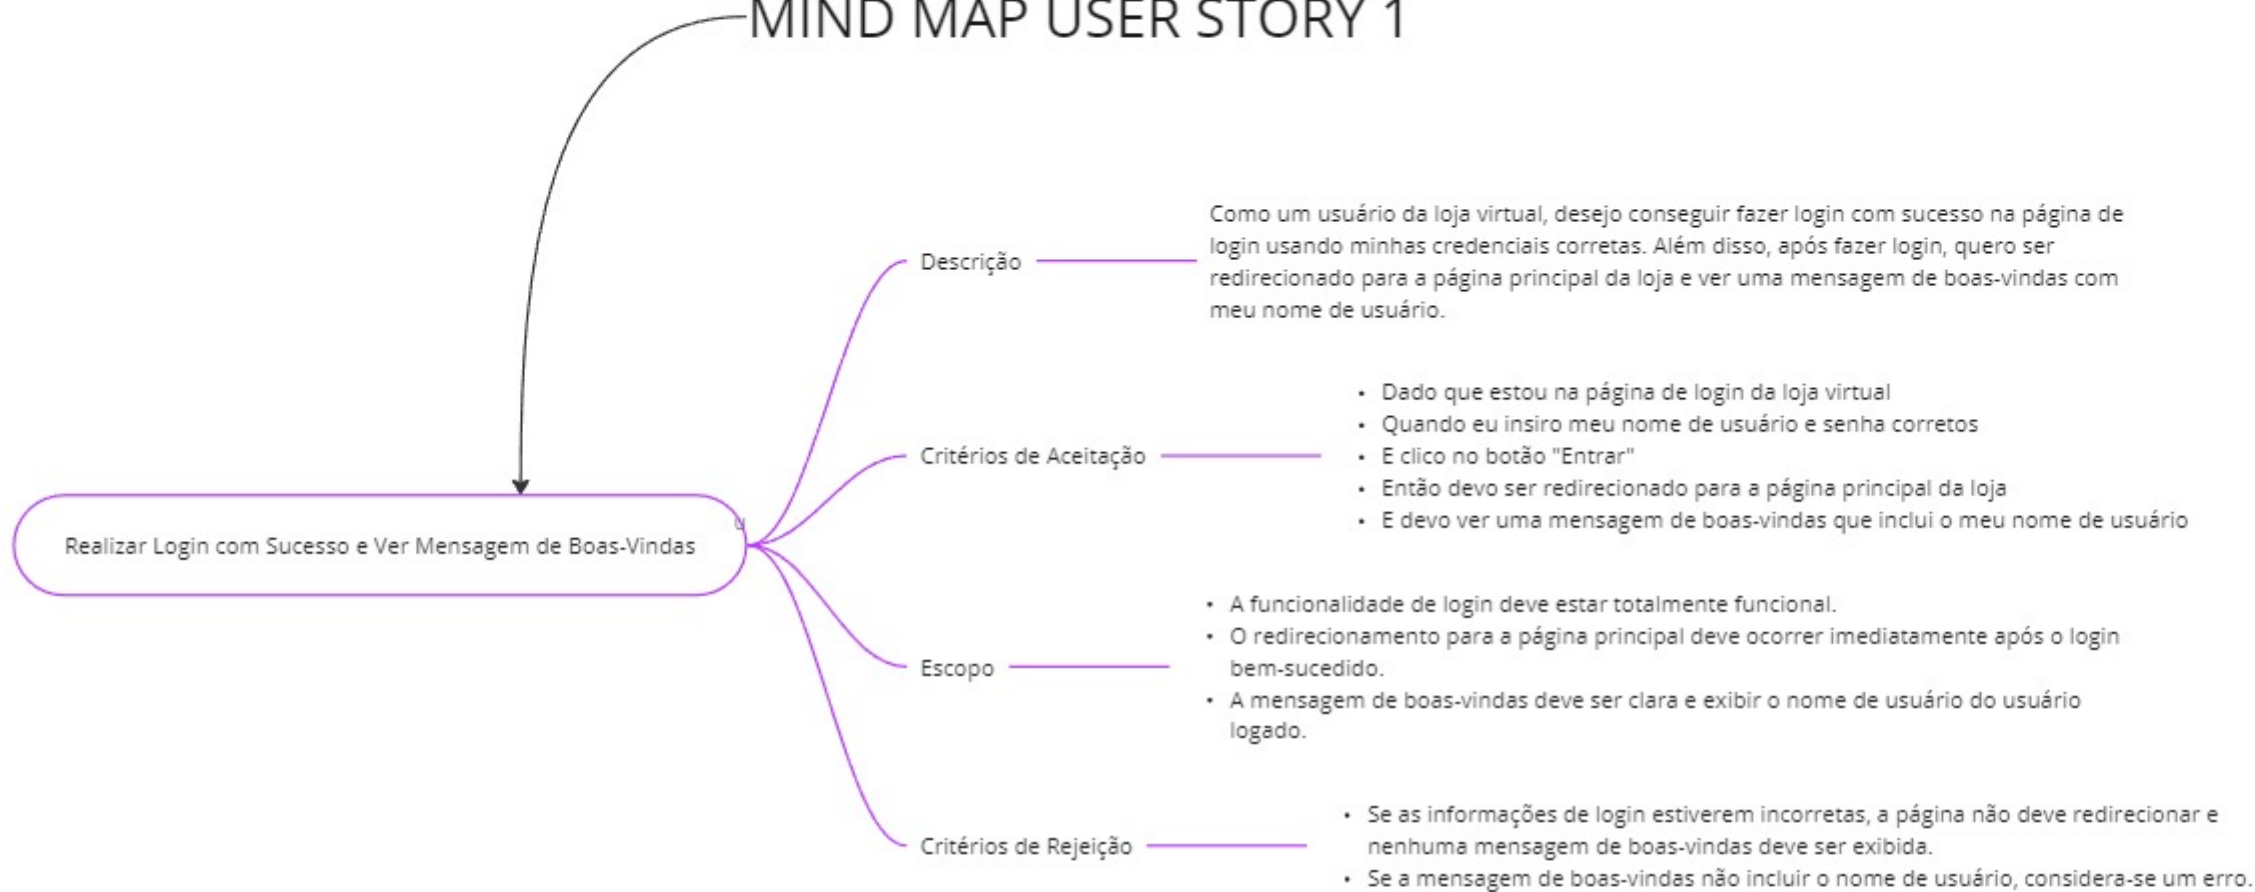 MIND MAP USER STORY 1
Realizar Login com Sucesso e Ver Mensagem de Boas-Vindas
u
Descrição
Como um usuário da loja virtual, desejo conseguir fazer login com sucesso na página de
login usando minhas credenciais corretas. Além disso, após fazer login, quero ser
redirecionado para a página principal da loja e ver uma mensagem de boas-vindas com
meu nome de usuário.
Critérios de Aceitação
• Dado que estou na página de login da loja virtual
• Quando eu insiro meu nome de usuário e senha corretos
• E clico no botão "Entrar"
• Então devo ser redirecionado para a página principal da loja
• E devo ver uma mensagem de boas-vindas que inclui o meu nome de usuário
Escopo
• A funcionalidade de login deve estar totalmente funcional.
• O redirecionamento para a página principal deve ocorrer imediatamente após o login
bem-sucedido.
• A mensagem de boas-vindas deve ser clara e exibir o nome de usuário do usuário
logado.
Critérios de Rejeição
• Se as informações de login estiverem incorretas, a página não deve redirecionar e
nenhuma mensagem de boas-vindas deve ser exibida.
• Se a mensagem de boas-vindas não incluir o nome de usuário, considera-se um erro.